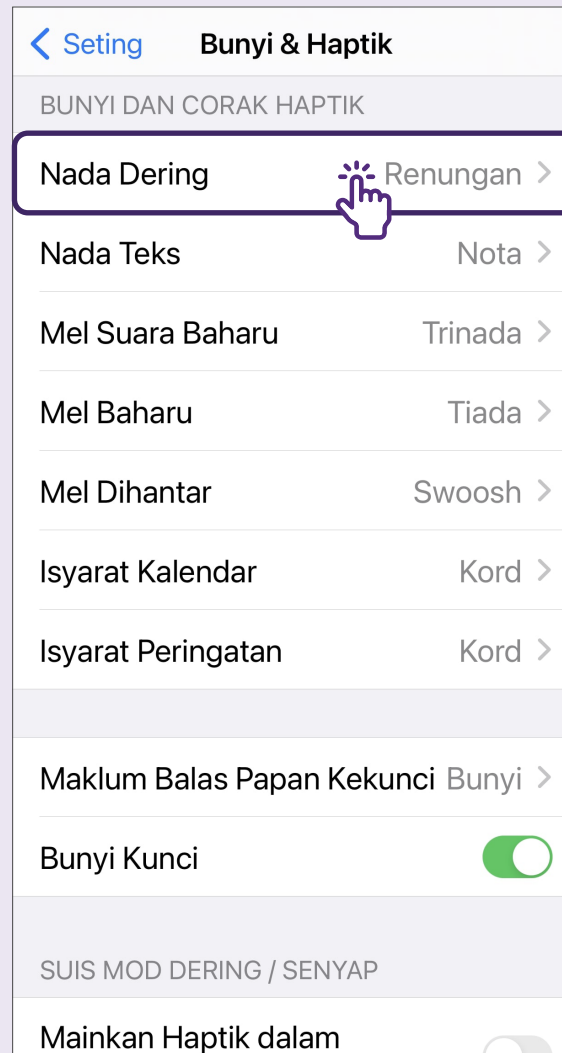 Seting Bunyi & Haptik
BUNYI DAN CORAK HAPTIK
Nada Dering Renungan
Nada Teks Nota
Mel Suara Baharu Trinada
Mel Baharu Tiada
Mel Dihantar Swoosh
Isyarat Kalendar Kord
Isyarat Peringatan Kord
Maklum Balas Papan Kekunci Bunyi
Bunyi Kunci
SUIS MOD DERING / SENYAP
Mainkan Haptik dalam